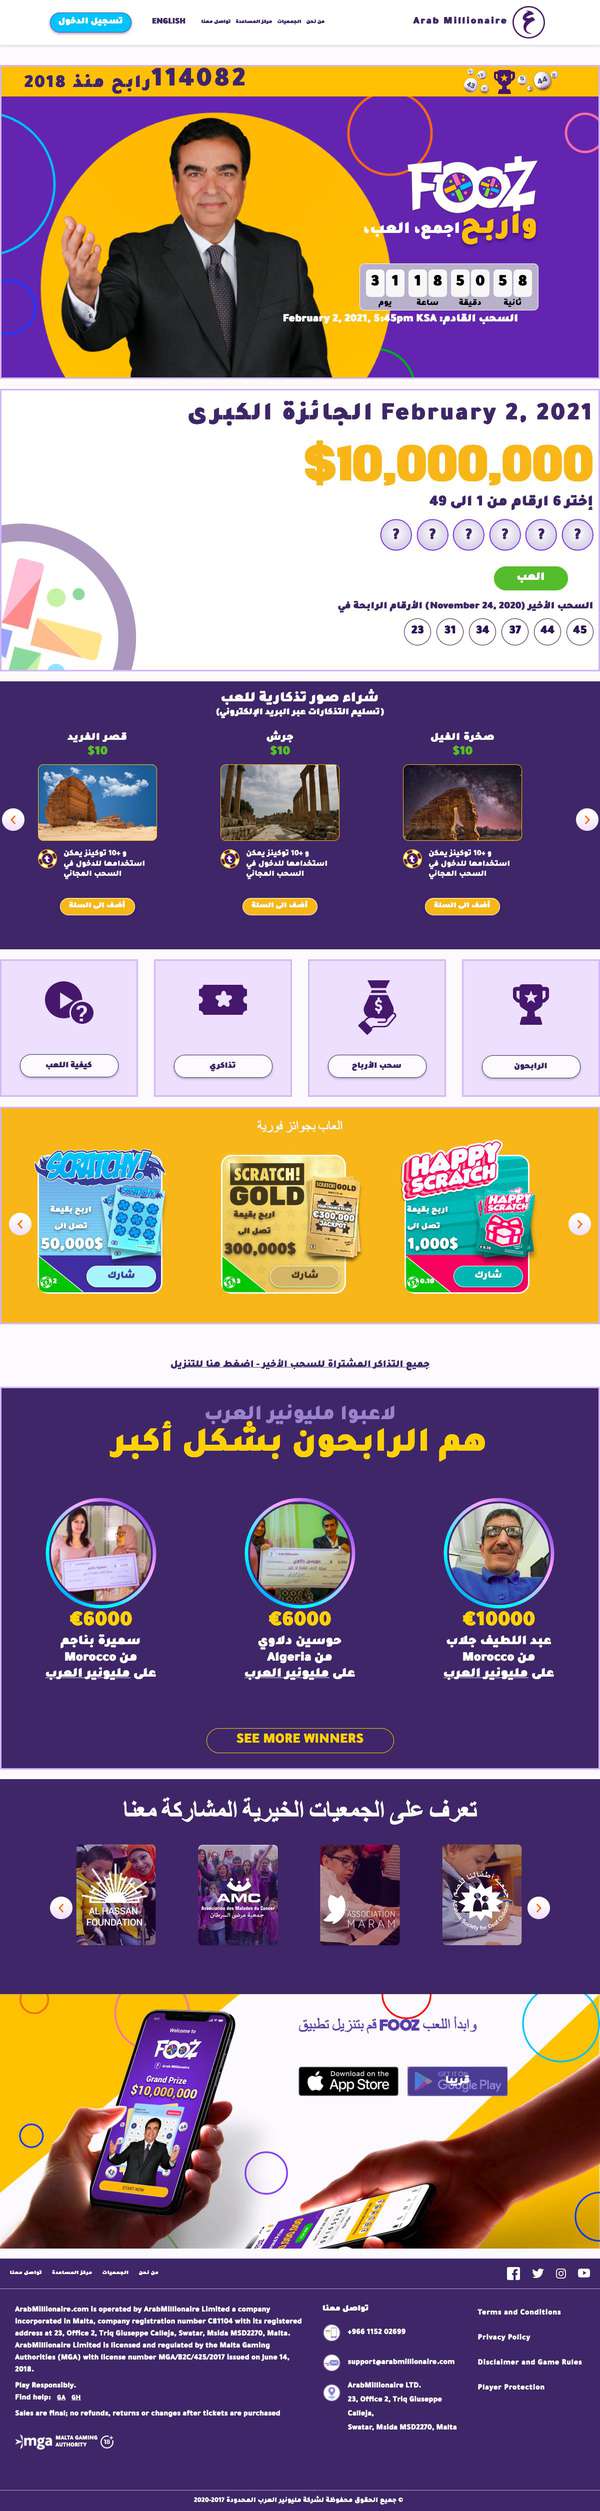 Arab Millionaire
من نحن
الجمعيات
مركز المساعدة
تواصل معنا
ENGLISH
تسجيل الدخول
114082 رابح منذ 2018
FOOZ
اجمع، العب، واربح
31 18 50 58
يوم ساعة دقيقة ثانية
السحب القادم: February 2, 2021, 5:45pm KSA
February 2, 2021 الجائزة الكبرى
$10,000,000
إختر 6 ارقام من 1 الى 49
? ? ? ? ? ?
العب
السحب الأخير (November 24, 2020) الأرقام الرابحة في
23 31 34 37 44 45
شراء صور تذكارية للعب
(تسليم التذكارات عبر البريد الإلكتروني)
صخرة الفيل
$10
و +10 توكينز يمكن
استخدامها للدخول في
السحب المجاني
أضف الى السلة
جرش
$10
و +10 توكينز يمكن
استخدامها للدخول في
السحب المجاني
أضف الى السلة
قصر الفريد
$10
و +10 توكينز يمكن
استخدامها للدخول في
السحب المجاني
أضف الى السلة
الرابحون
سحب الأرباح
تذاكري
كيفية اللعب
العاب بجوائز فورية
HAPPY SCRATCH
اربح بقيمة
تصل الى
1,000$
شارك
SCRATCH! GOLD
اربح بقيمة
تصل الى
300,000$
شارك
SCRATCHY!
اربح بقيمة
تصل الى
50,000$
شارك
جميع التذاكر المشتراة للسحب الأخير - اضغط هنا للتنزيل
لاعبوا مليونير العرب
هم الرابحون بشكل أكبر
€10000
عبد اللطيف جلاب
من Morocco
على مليونير العرب
€6000
حوسين دلاوي
من Algeria
على مليونير العرب
€6000
سميرة بناجم
من Morocco
على مليونير العرب
SEE MORE WINNERS
تعرف على الجمعيات الخيرية المشاركة معنا
ASSOCIATION
MARAM
AMC
Association des Malades du Cancer
جمعية مرضى السرطان
AL HASSAN
FOUNDATION
قم بتنزيل تطبيق FOOZ وابدأ اللعب
Download on the
App Store
Google Play
قريبا
Welcome to
FOOZ
Arab Millionaire
Grand Prize
$10,000,000
START NOW
من نحن
الجمعيات
مركز المساعدة
تواصل معنا
ArabMillionaire.com is operated by ArabMillionaire Limited a company
incorporated in Malta, company registration number C81104 with its registered
address at 23, Office 2, Triq Giuseppe Calleja, Swatar, Msida MSD2270, Malta.
ArabMillionaire Limited is licensed and regulated by the Malta Gaming
Authorities (MGA) with license number MGA/B2C/425/2017 issued on June 14,
2018.
Play Responsibly.
Find help: GA GH
Sales are final; no refunds, returns or changes after tickets are purchased
mga MALTA GAMING
AUTHORITY
18+
تواصل معنا
+966 1152 02699
support@arabmillionaire.com
ArabMillionaire LTD.
23, Office 2, Triq Giuseppe
Calleja,
Swatar, Msida MSD2270, Malta
Terms and Conditions
Privacy Policy
Disclaimer and Game Rules
Player Protection
© جميع الحقوق محفوظة لشركة مليونير العرب المحدودة 2017-2020